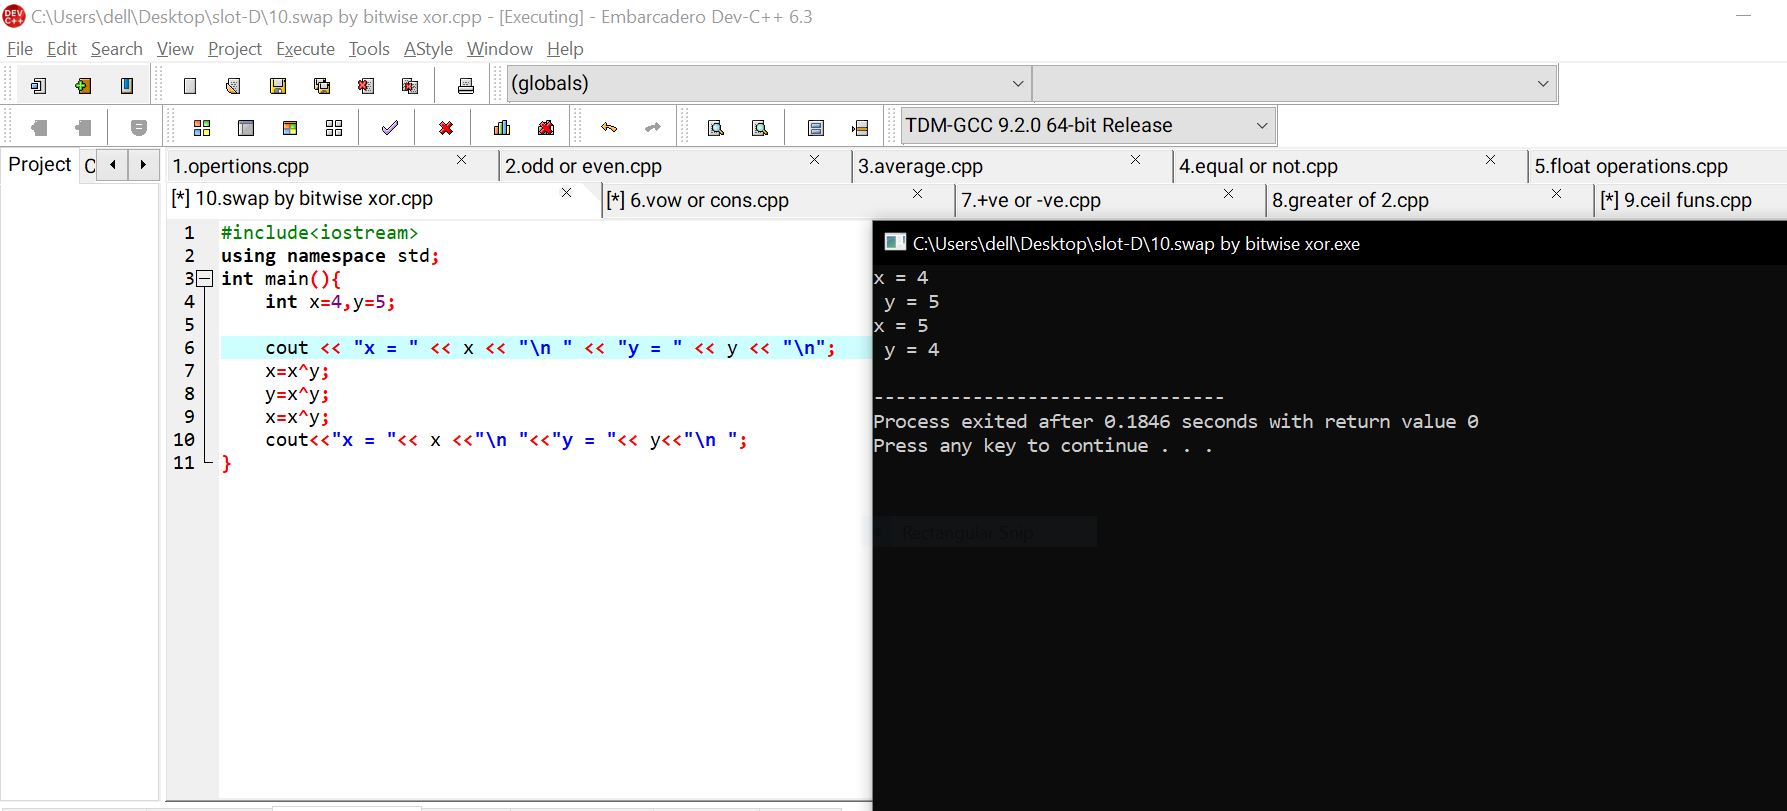 C:\Users\dell\Desktop\slot-D\10.swap by bitwise xor.cpp - [Executing] - Embarcadero Dev-C++ 6.3
File Edit Search View Project Execute Tools AStyle Window Help
(globals)
TDM-GCC 9.2.0 64-bit Release
Project C
1.opertions.cpp 2.odd or even.cpp 3.average.cpp 4.equal or not.cpp 5.float operations.cpp
[*] 10.swap by bitwise xor.cpp [*] 6.vow or cons.cpp 7.+ve or -ve.cpp 8.greater of 2.cpp [*] 9.ceil funs.cpp
1 #include<iostream>
2 using namespace std;
3 int main(){
4     int x=4,y=5;
5
6     cout << "x = " << x << "\n " << "y = " << y << "\n";
7     x=x^y;
8     y=x^y;
9     x=x^y;
10     cout<<"x = "<< x <<"\n "<<"y = "<< y<<"\n ";
11 }
C:\Users\dell\Desktop\slot-D\10.swap by bitwise xor.exe
x = 4
 y = 5
x = 5
 y = 4
--------------------------------
Process exited after 0.1846 seconds with return value 0
Press any key to continue . . .
Rectangular Snip